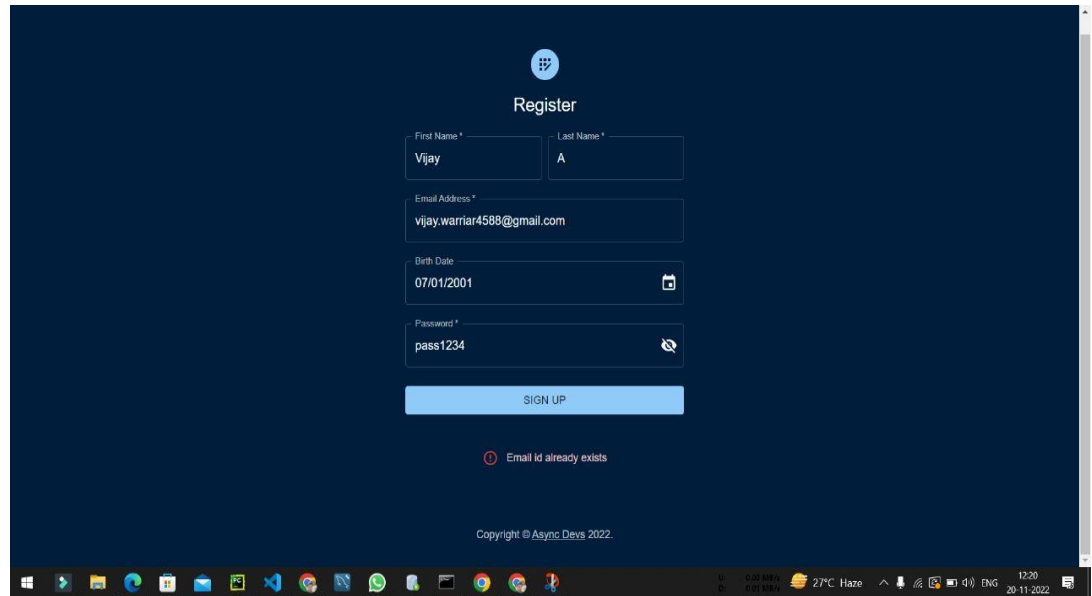 Register
First Name *
Last Name *
Vijay
A
Email Address *
vijay.warriar4588@gmail.com
Birth Date
07/01/2001
Password *
pass1234
SIGN UP
Email id already exists
Copyright © Async Devs 2022.
27°C Haze
ENG
12:20
20-11-2022